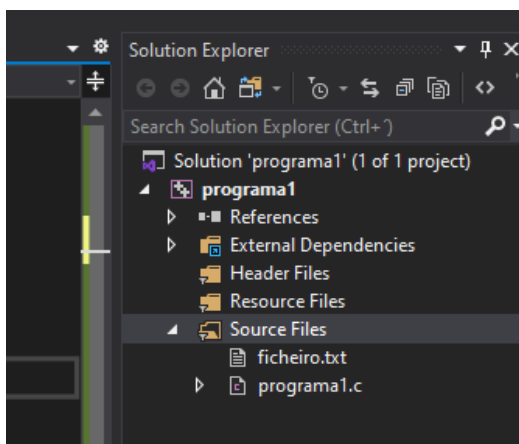 Solution Explorer
Search Solution Explorer (Ctrl+´)
Solution 'programa1' (1 of 1 project)
programa1
References
External Dependencies
Header Files
Resource Files
Source Files
ficheiro.txt
programa1.c